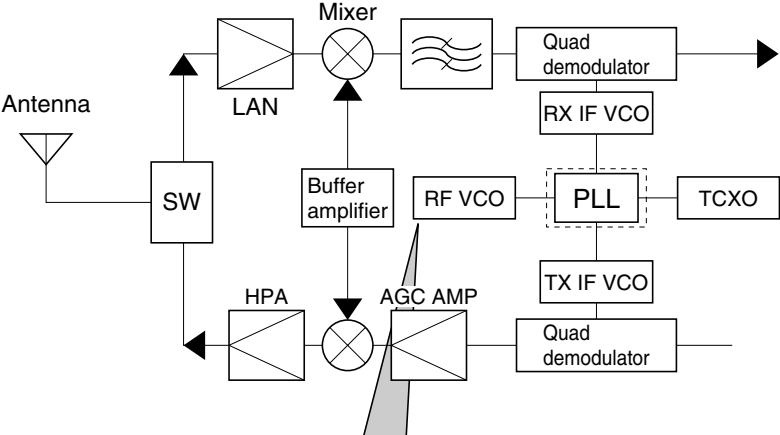 Mixer
Quad
demodulator
LAN
Antenna
RX IF VCO
SW
Buffer
amplifier
RF VCO
PLL
TCXO
TX IF VCO
HPA
AGC AMP
Quad
demodulator